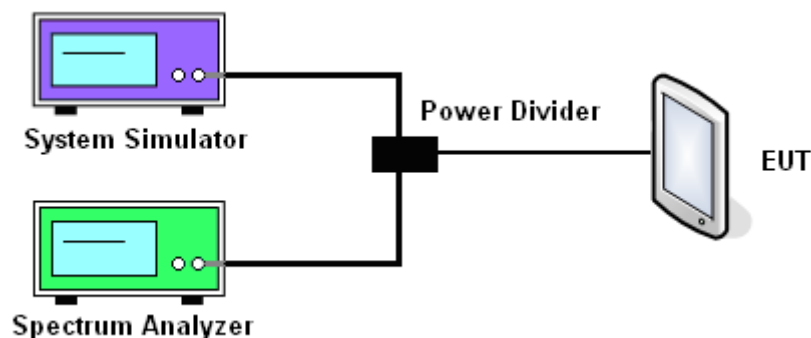 System Simulator
Power Divider
EUT
Spectrum Analyzer